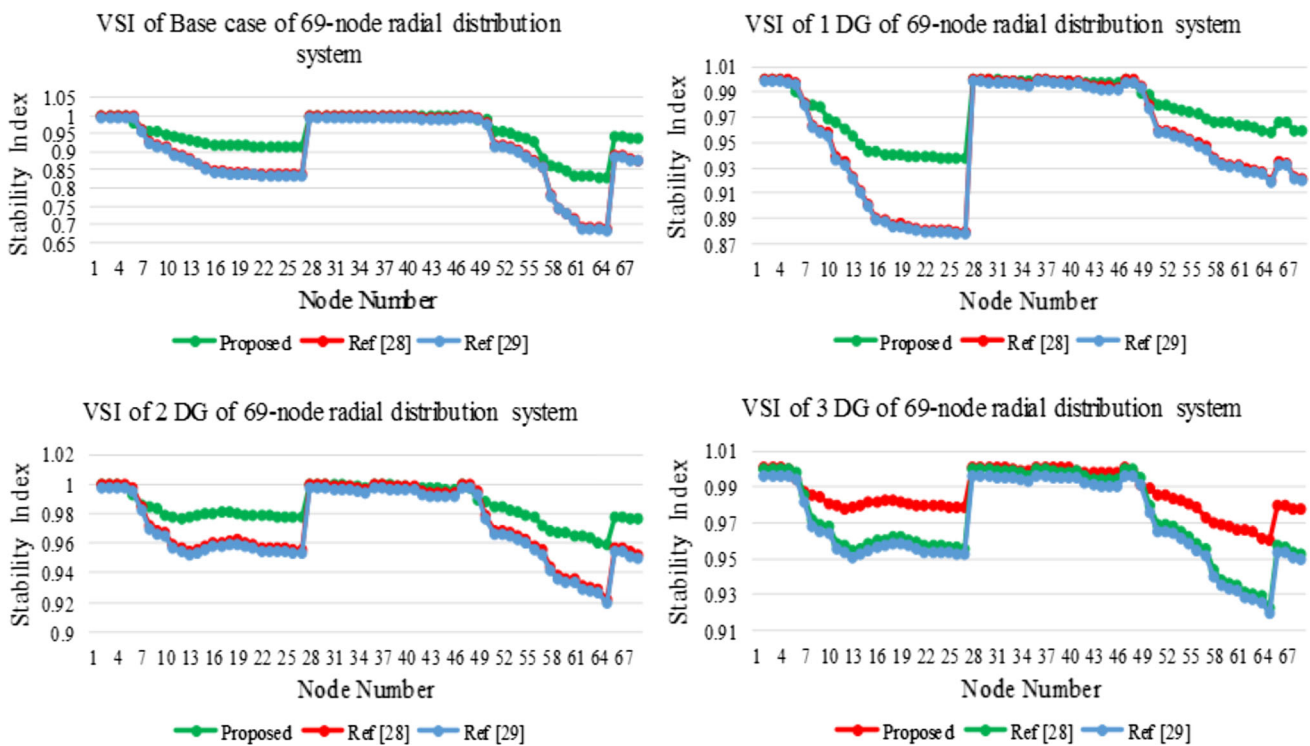 VSI of Base case of 69-node radial distribution
system
1.05
1
0.95
0.9
0.85
0.8
0.75
0.7
0.65
Stability Index
1 4 7 10 13 16 19 22 25 28 31 34 37 40 43 46 49 52 55 58 61 64 67
Node Number
Proposed Ref [28] Ref [29]
VSI of 1 DG of 69-node radial distribution system
1.01
0.99
0.97
0.95
0.93
0.91
0.89
0.87
Stability Index
1 4 7 10 13 16 19 22 25 28 31 34 37 40 43 46 49 52 55 58 61 64 67
Node Number
Proposed Ref [28] Ref [29]
VSI of 2 DG of 69-node radial distribution system
1.02
1
0.98
0.96
0.94
0.92
0.9
Stability Index
1 4 7 10 13 16 19 22 25 28 31 34 37 40 43 46 49 52 55 58 61 64 67
Node Number
Proposed Ref [28] Ref [29]
VSI of 3 DG of 69-node radial distribution system
1.01
0.99
0.97
0.95
0.93
0.91
Stability Index
1 4 7 10 13 16 19 22 25 28 31 34 37 40 43 46 49 52 55 58 61 64 67
Node Number
Proposed Ref [28] Ref [29]